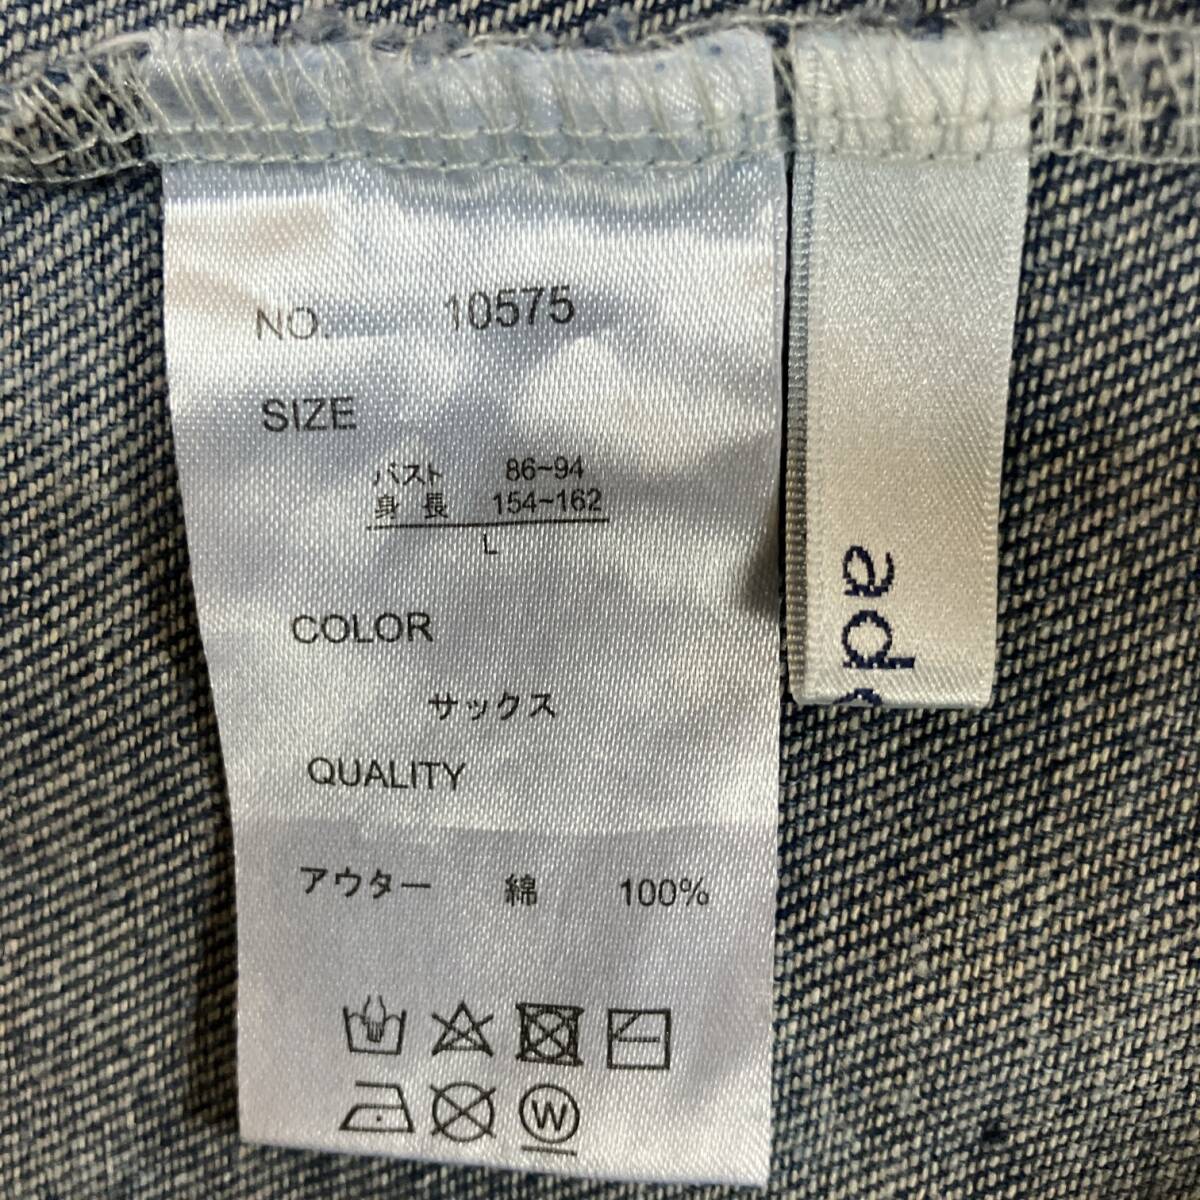 NO. 10575
SIZE
バスト 86~94
身長 154~162
L
COLOR
サックス
QUALITY
アウター 綿 100%
W
ad